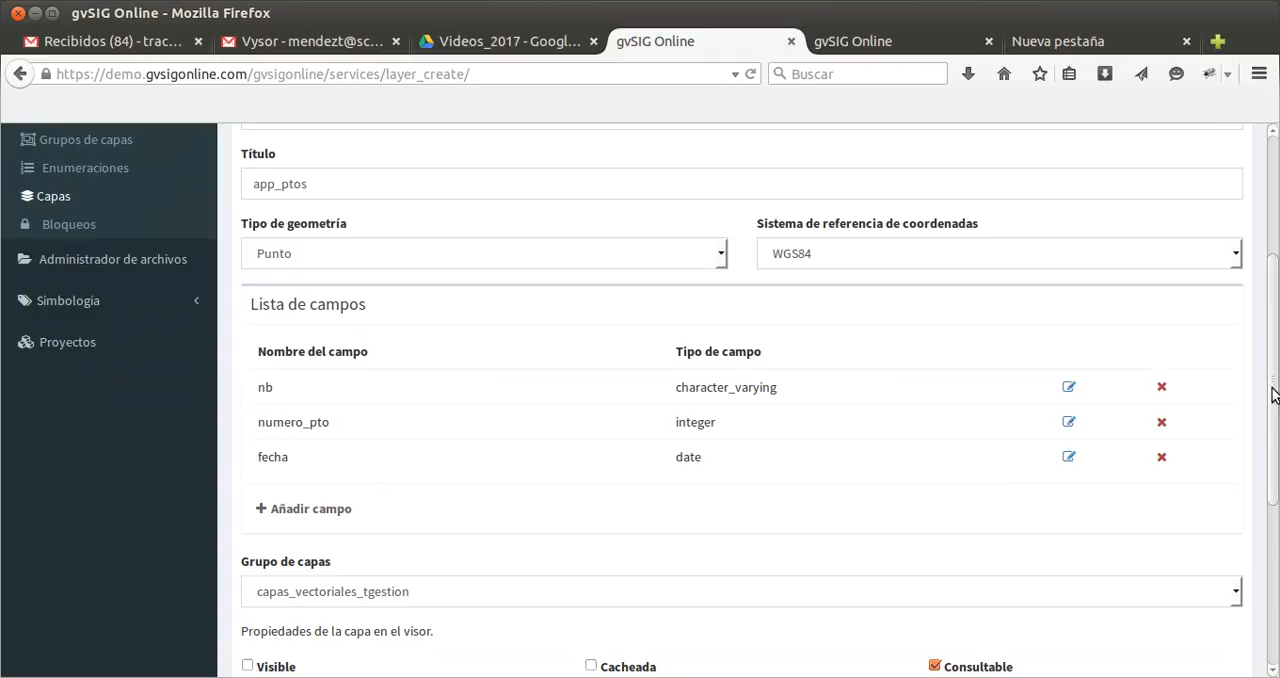 gvSIG Online - Mozilla Firefox
Recibidos (84) - trac...
Vysor - mendezt@sc...
Videos_2017 - Googl...
gvSIG Online
gvSIG Online
Nueva pestaña
https://demo.gvsigonline.com/gvsigonline/services/layer_create/
Buscar
Grupos de capas
Enumeraciones
Capas
Bloqueos
Administrador de archivos
Simbología
Proyectos
Título
app_ptos
Tipo de geometría
Sistema de referencia de coordenadas
Punto
WGS84
Lista de campos
Nombre del campo
Tipo de campo
nb
character_varying
numero_pto
integer
fecha
date
Añadir campo
Grupo de capas
capas_vectoriales_tgestion
Propiedades de la capa en el visor.
Visible
Cacheada
Consultable